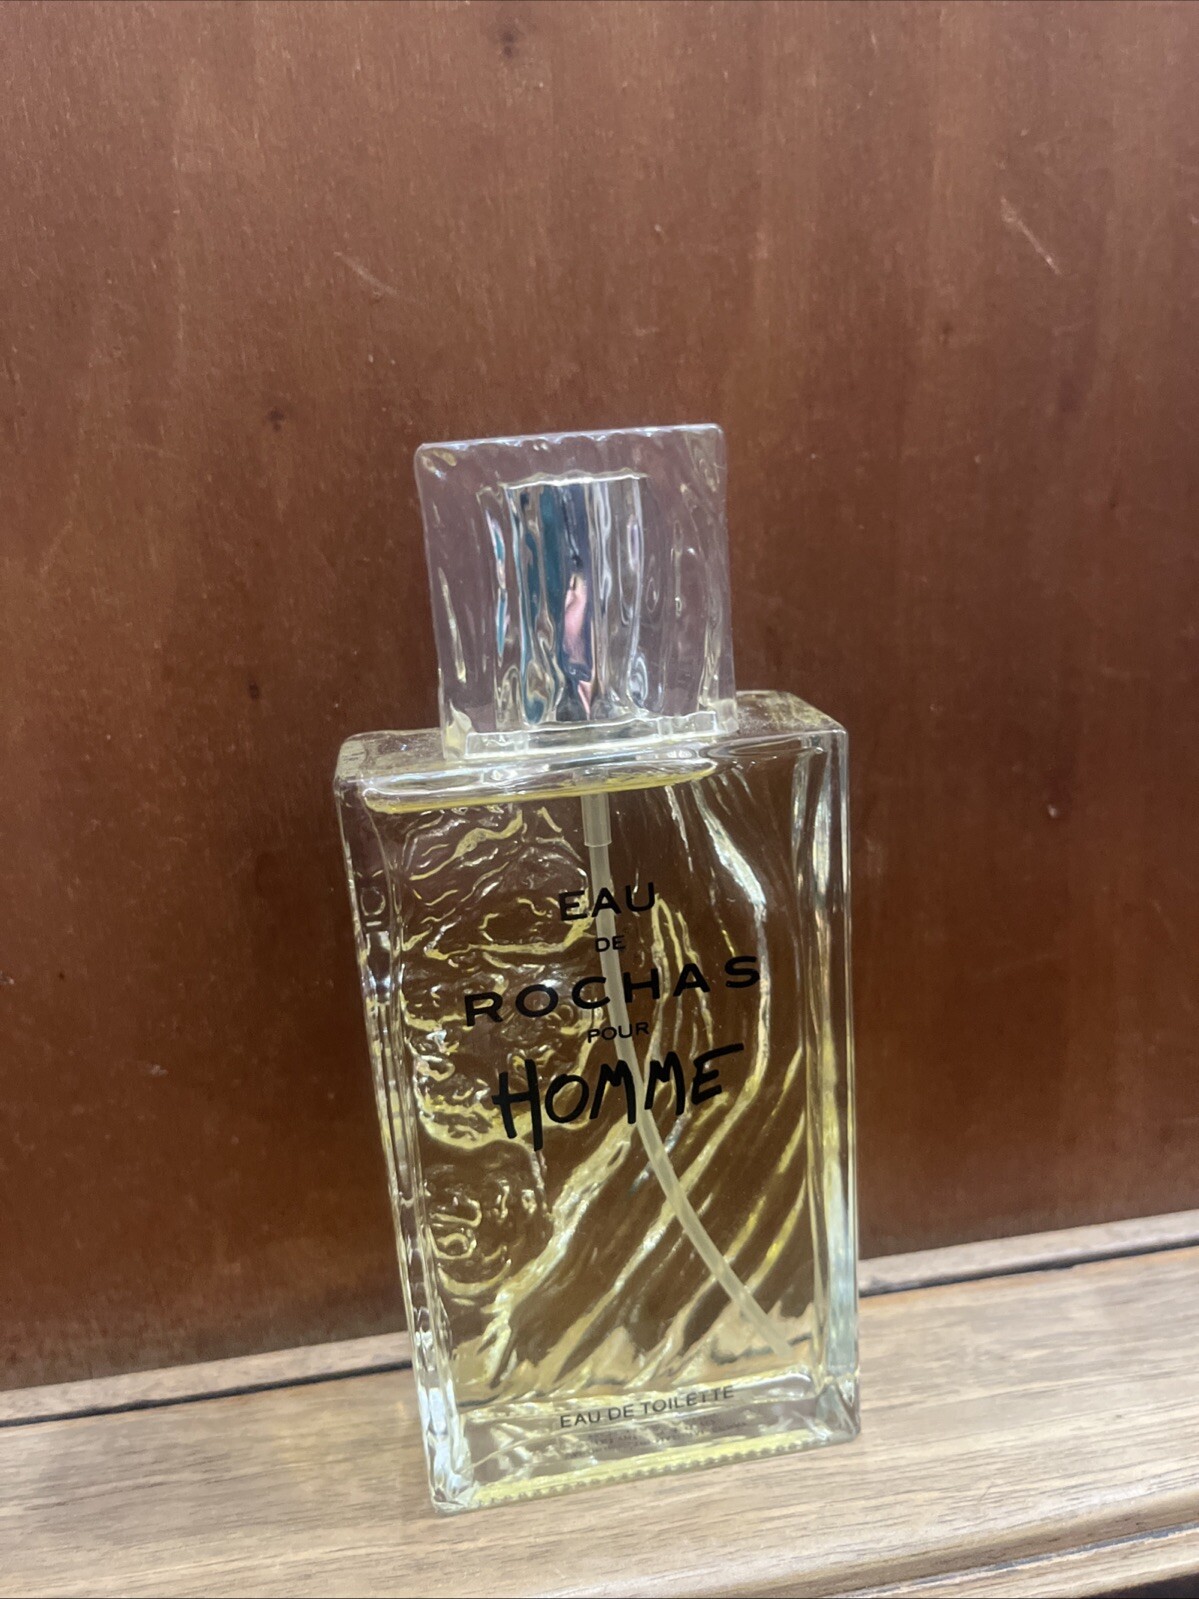 EAU
DE
ROCHAS
POUR
HOMME
EAU DE TOILETTE